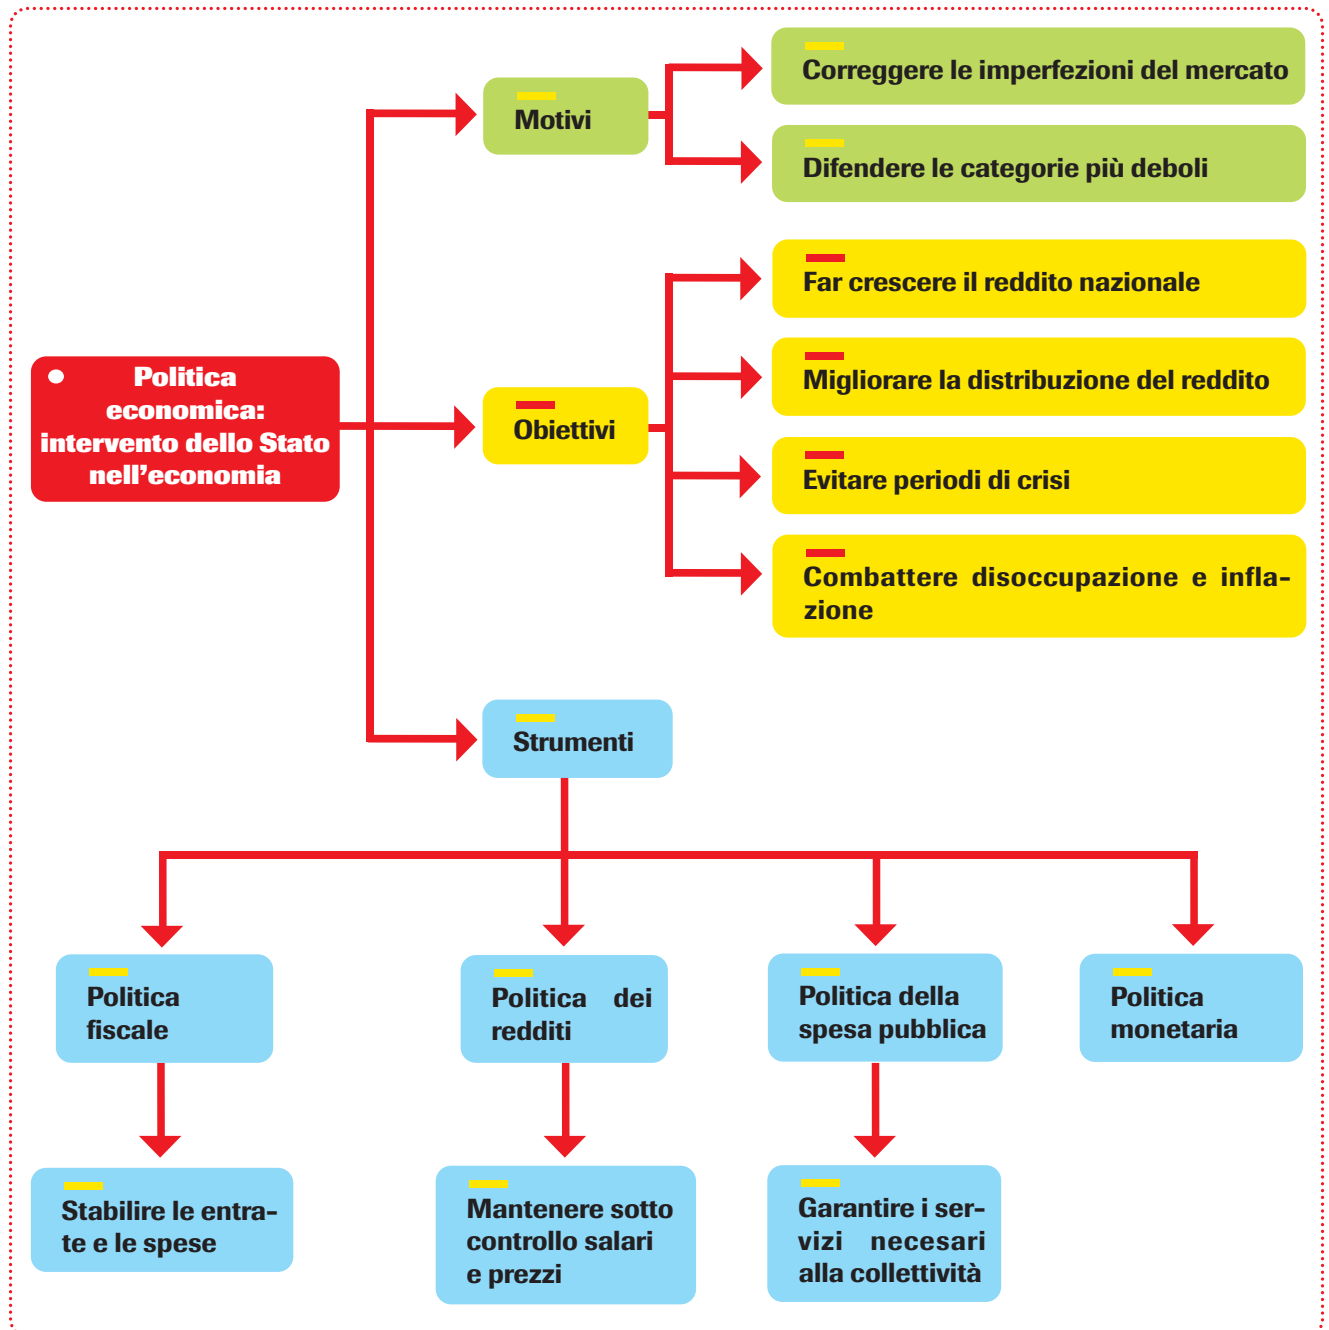 Politica
economica:
intervento dello Stato
nell'economia
Motivi
Correggere le imperfezioni del mercato
Difendere le categorie più deboli
Obiettivi
Far crescere il reddito nazionale
Migliorare la distribuzione del reddito
Evitare periodi di crisi
Combattere disoccupazione e infla-
zione
Strumenti
Politica
fiscale
Stabilire le entra-
te e le spese
Politica dei
redditi
Mantenere sotto
controllo salari
e prezzi
Politica della
spesa pubblica
Garantire i ser-
vizi necesari
alla collettività
Politica
monetaria